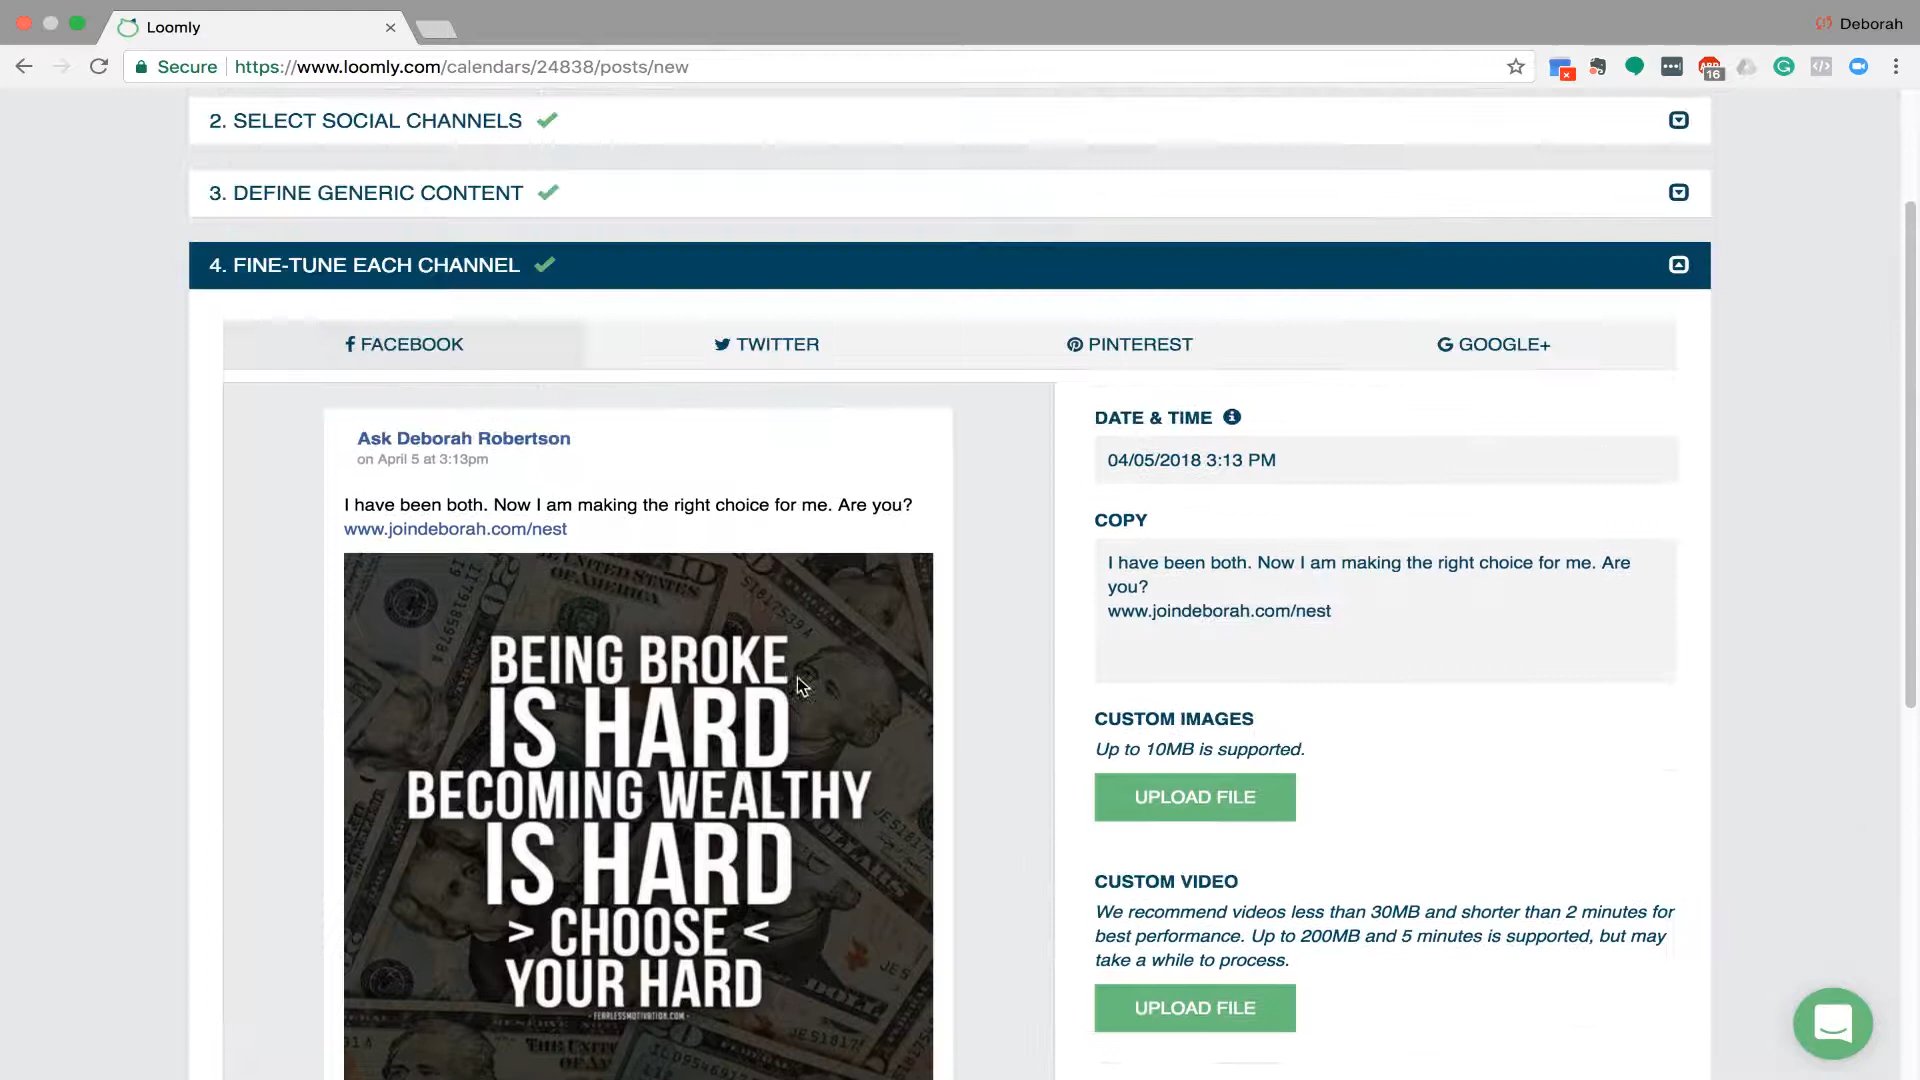 Loomly
Deborah
Secure
https://www.loomly.com/calendars/24838/posts/new
16
2. SELECT SOCIAL CHANNELS
3. DEFINE GENERIC CONTENT
4. FINE-TUNE EACH CHANNEL
FACEBOOK
TWITTER
PINTEREST
GOOGLE+
Ask Deborah Robertson
on April 5 at 3:13pm
I have been both. Now I am making the right choice for me. Are you?
www.joindeborah.com/nest
BEING BROKE
IS HARD
BECOMING WEALTHY
IS HARD
> CHOOSE <
YOUR HARD
- FEARLESSMOTIVATION.COM -
DATE & TIME
04/05/2018 3:13 PM
COPY
I have been both. Now I am making the right choice for me. Are
you?
www.joindeborah.com/nest
CUSTOM IMAGES
Up to 10MB is supported.
UPLOAD FILE
CUSTOM VIDEO
We recommend videos less than 30MB and shorter than 2 minutes for
best performance. Up to 200MB and 5 minutes is supported, but may
take a while to process.
UPLOAD FILE